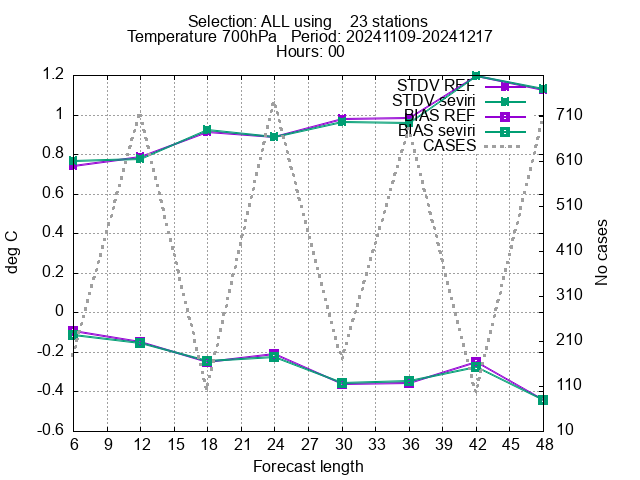 Selection: ALL using 23 stations
Temperature 700hPa Period: 20241109-20241217
Hours: 00
STDV REF
STDV seviri
BIAS REF
BIAS seviri
CASES
1.2
1
0.8
0.6
0.4
0.2
0
-0.2
-0.4
-0.6
deg C
710
610
510
410
310
210
110
10
No cases
6 9 12 15 18 21 24 27 30 33 36 39 42 45 48
Forecast length